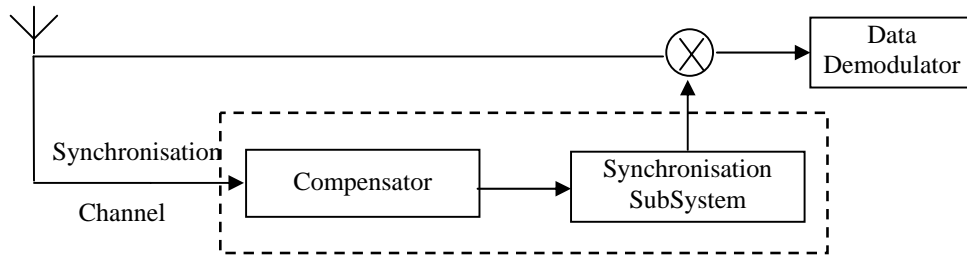 Data
Demodulator
Synchronisation
Channel
Compensator
Synchronisation
SubSystem